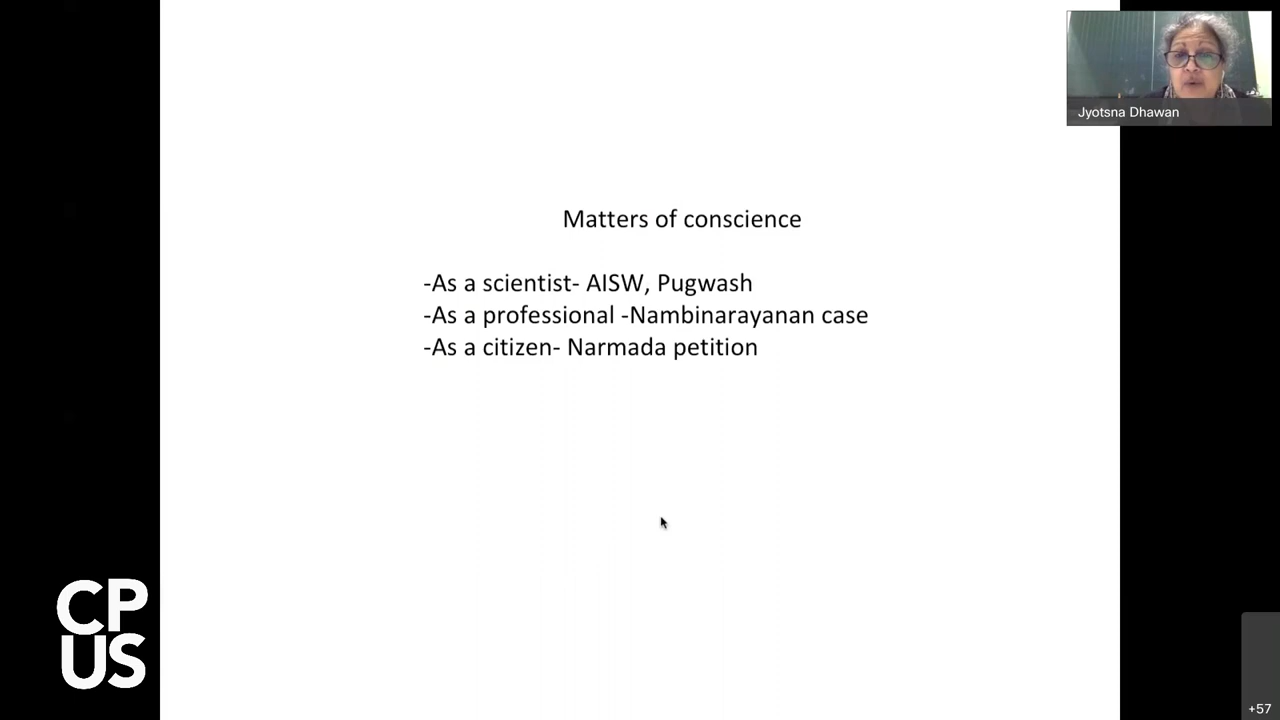 Jyotsna Dhawan
Matters of conscience
-As a scientist- AISW, Pugwash
-As a professional -Nambinarayanan case
-As a citizen- Narmada petition
CP
US
+57